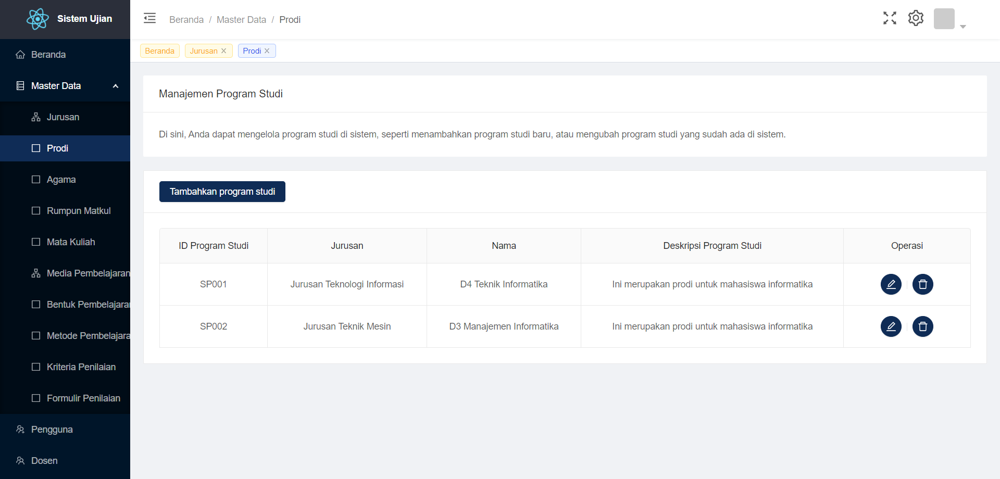 Sistem Ujian
Beranda
Master Data
Jurusan
Prodi
Agama
Rumpun Matkul
Mata Kuliah
Media Pembelajaran
Bentuk Pembelajaran
Metode Pembelajara
Kriteria Penilaian
Formulir Penilaian
Pengguna
Dosen
Beranda / Master Data / Prodi
Beranda Jurusan Prodi
Manajemen Program Studi
Di sini, Anda dapat mengelola program studi di sistem, seperti menambahkan program studi baru, atau mengubah program studi yang sudah ada di sistem.
Tambahkan program studi
ID Program Studi Jurusan Nama Deskripsi Program Studi Operasi
SP001 Jurusan Teknologi Informasi D4 Teknik Informatika Ini merupakan prodi untuk mahasiswa informatika
SP002 Jurusan Teknik Mesin D3 Manajemen Informatika Ini merupakan prodi untuk mahasiswa informatika